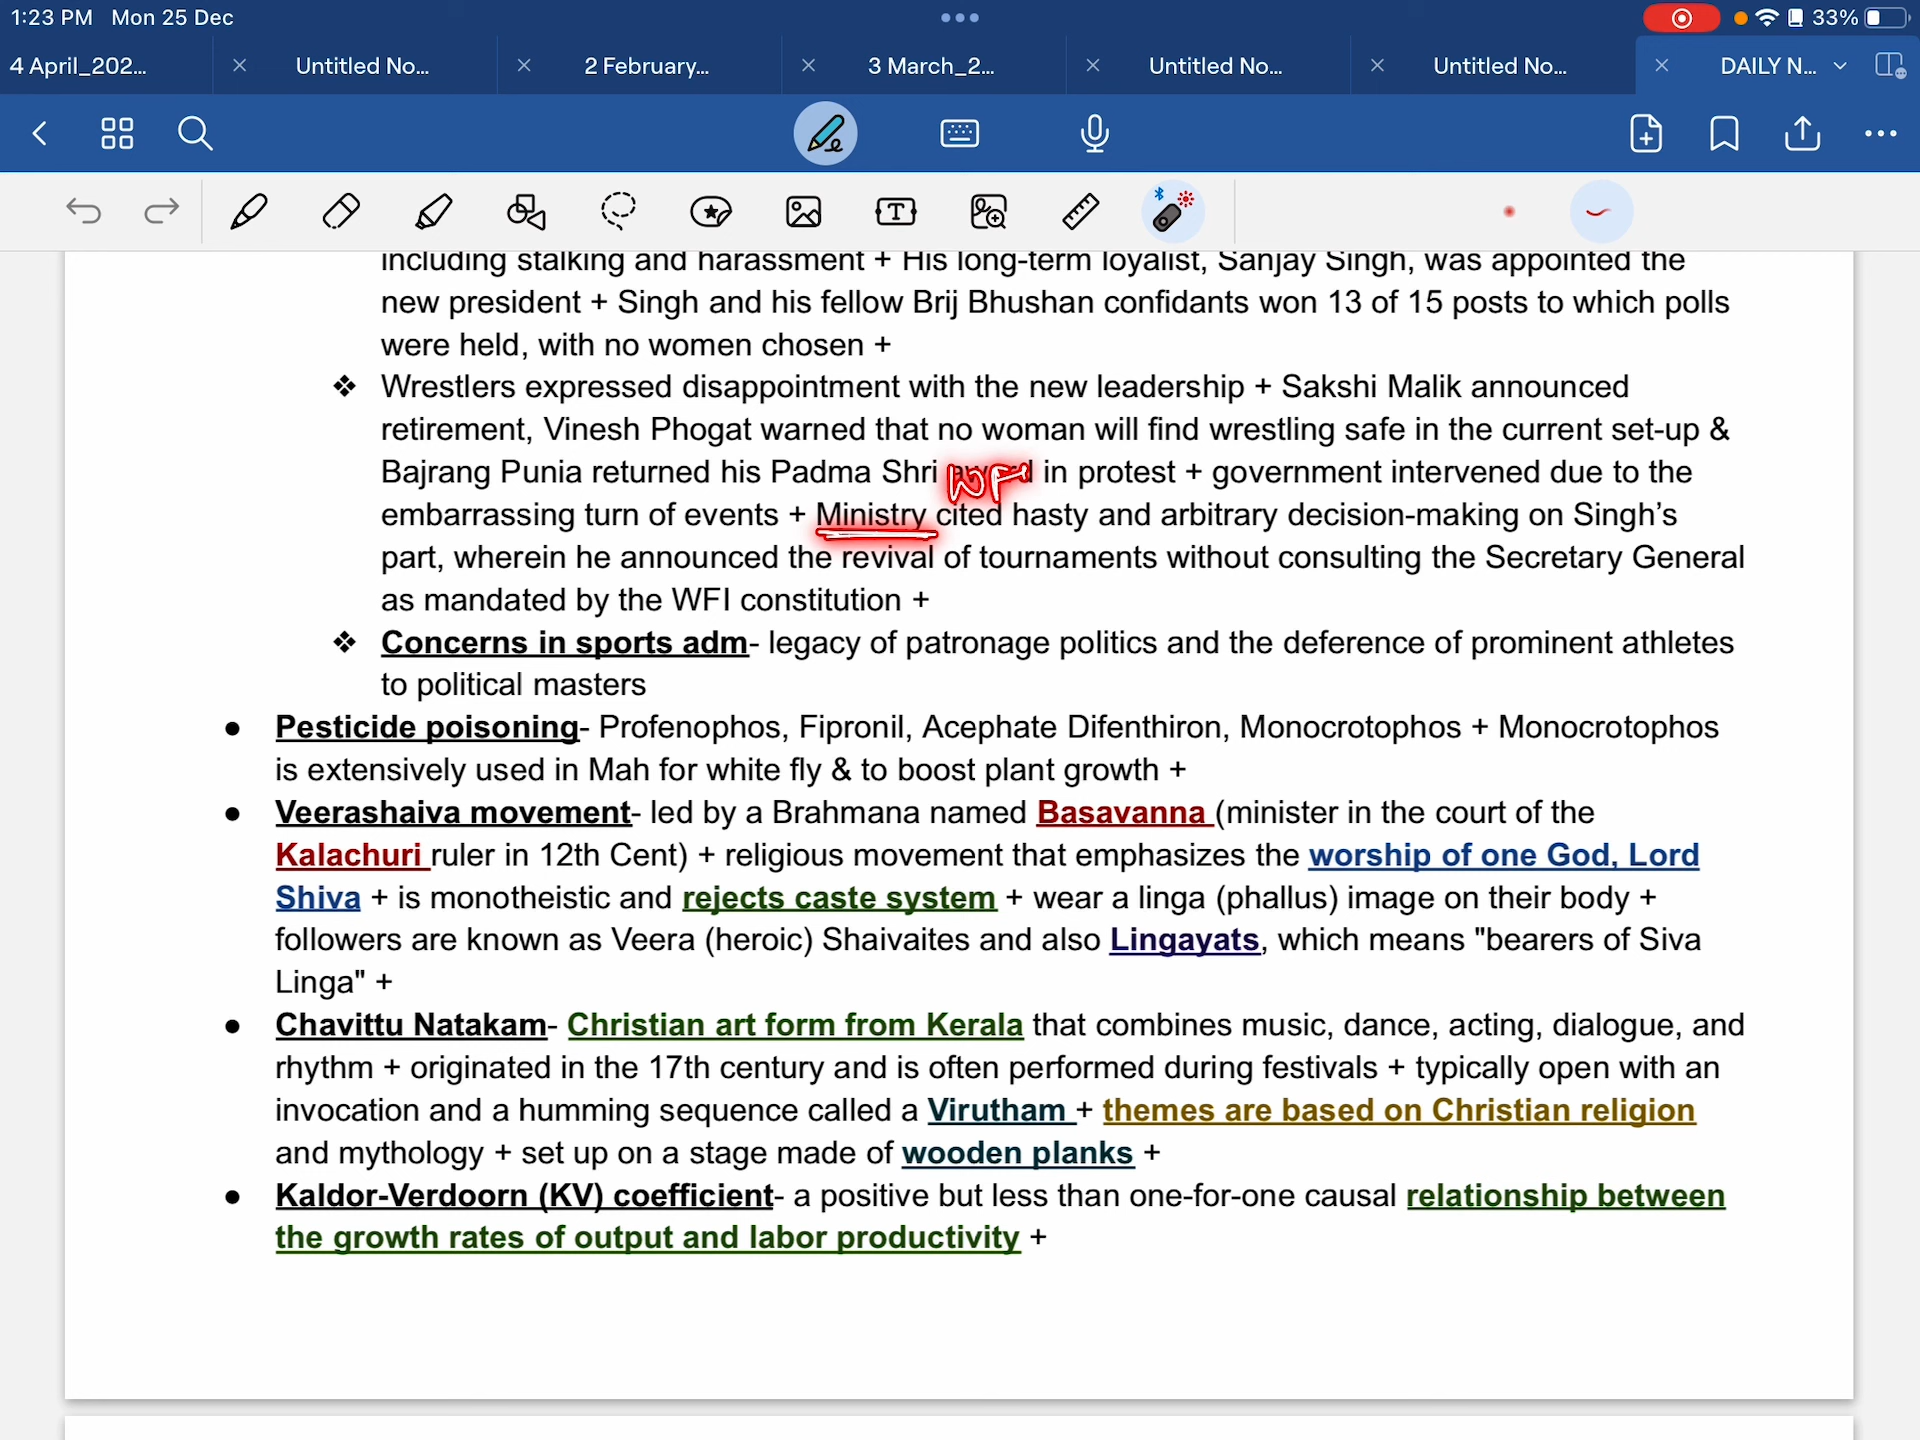 1:23 PM Mon 25 Dec
33%
4 April_202...
Untitled No...
2 February...
3 March_2...
Untitled No...
Untitled No...
DAILY N...
including stalking and harassment + His long-term loyalist, Sanjay Singh, was appointed the
new president + Singh and his fellow Brij Bhushan confidants won 13 of 15 posts to which polls
were held, with no women chosen +
❖ Wrestlers expressed disappointment with the new leadership + Sakshi Malik announced
retirement, Vinesh Phogat warned that no woman will find wrestling safe in the current set-up &
Bajrang Punia returned his Padma Shri award in protest + government intervened due to the
WF
embarrassing turn of events + Ministry cited hasty and arbitrary decision-making on Singh's
part, wherein he announced the revival of tournaments without consulting the Secretary General
as mandated by the WFI constitution +
❖ Concerns in sports adm- legacy of patronage politics and the deference of prominent athletes
to political masters
● Pesticide poisoning- Profenophos, Fipronil, Acephate Difenthiron, Monocrotophos + Monocrotophos
is extensively used in Mah for white fly & to boost plant growth +
● Veerashaiva movement- led by a Brahmana named Basavanna (minister in the court of the
Kalachuri ruler in 12th Cent) + religious movement that emphasizes the worship of one God, Lord
Shiva + is monotheistic and rejects caste system + wear a linga (phallus) image on their body +
followers are known as Veera (heroic) Shaivaites and also Lingayats, which means "bearers of Siva
Linga" +
● Chavittu Natakam- Christian art form from Kerala that combines music, dance, acting, dialogue, and
rhythm + originated in the 17th century and is often performed during festivals + typically open with an
invocation and a humming sequence called a Virutham + themes are based on Christian religion
and mythology + set up on a stage made of wooden planks +
● Kaldor-Verdoorn (KV) coefficient- a positive but less than one-for-one causal relationship between
the growth rates of output and labor productivity +